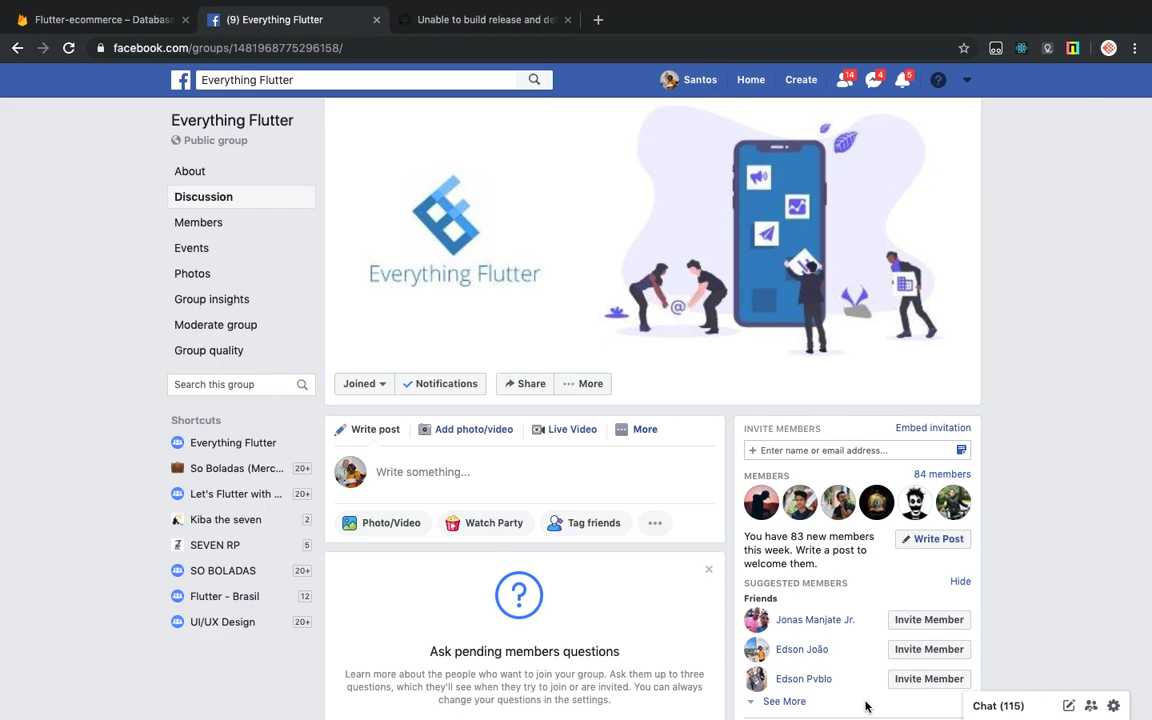 Flutter-ecommerce – Database
(9) Everything Flutter
Unable to build release and de
facebook.com/groups/1481968775296158/
Everything Flutter
Santos
Home
Create
14
4
5
Everything Flutter
Public group
About
Discussion
Members
Events
Photos
Group insights
Moderate group
Group quality
Search this group
Shortcuts
Everything Flutter
So Boladas (Merc... 20+
Let's Flutter with ... 20+
Kiba the seven 2
SEVEN RP 5
SO BOLADAS 20+
Flutter - Brasil 12
UI/UX Design 20+
Everything Flutter
@
Joined
Notifications
Share
More
Write post
Add photo/video
Live Video
More
Write something...
Photo/Video
Watch Party
Tag friends
Ask pending members questions
Learn more about the people who want to join your group. Ask them up to three
questions, which they'll see when they try to join or are invited. You can always
change your questions in the settings.
INVITE MEMBERS
Embed invitation
+ Enter name or email address...
MEMBERS
84 members
You have 83 new members
this week. Write a post to
welcome them.
Write Post
SUGGESTED MEMBERS
Hide
Friends
Jonas Manjate Jr.
Invite Member
Edson João
Invite Member
Edson Pvblo
Invite Member
See More
Chat (115)